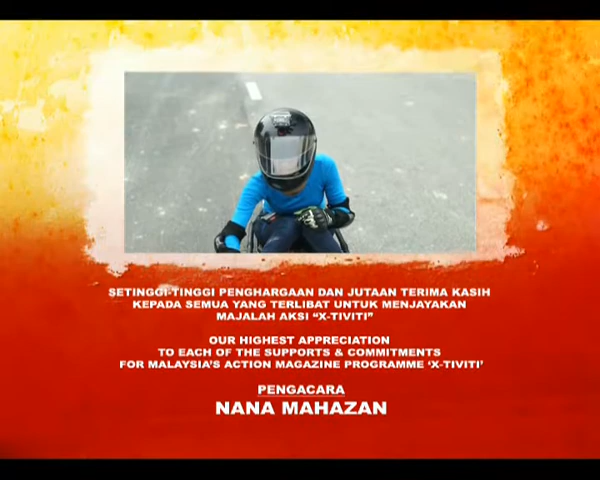 SETINGGI-TINGGI PENGHARGAAN DAN JUTAAN TERIMA KASIH
KEPADA SEMUA YANG TERLIBAT UNTUK MENJAYAKAN
MAJALAH AKSI “X-TIVITI”
OUR HIGHEST APPRECIATION
TO EACH OF THE SUPPORTS & COMMITMENTS
FOR MALAYSIA'S ACTION MAGAZINE PROGRAMME ‘X-TIVITI’
PENGACARA
NANA MAHAZAN